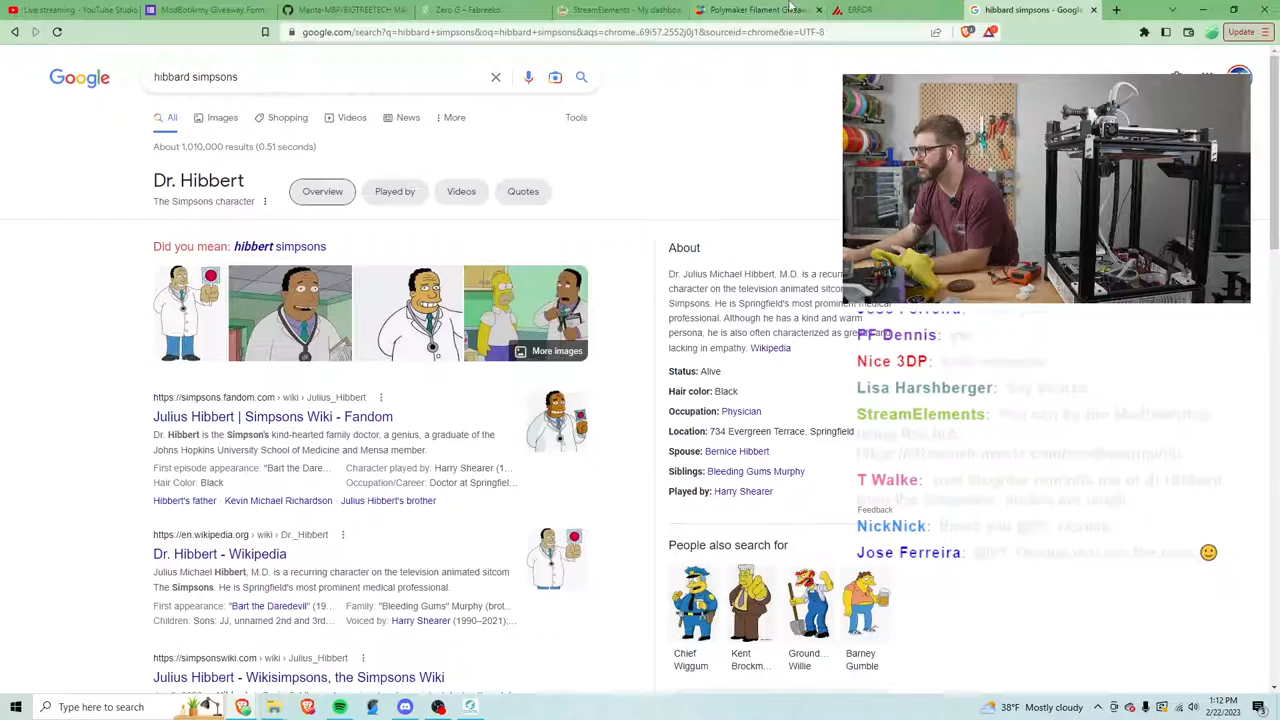 Live streaming - YouTube Studio
ModBotArmy Giveaway Form
Manta-M8P/BIGTREETECH MA
Zero G - Fabreeko
StreamElements - My dashboa
Polymaker Filament
ERROR
hibbard simpsons - Google
google.com/search?q=hibbard+simpsons&oq=hibbard+simpsons&aqs=chrome..69i57.2552j0j1&sourceid=chrome&ie=UTF-8
Update
Google
hibbard simpsons
All
Images
Shopping
Videos
News
More
Tools
About 1,010,000 results (0.51 seconds)
Dr. Hibbert
The Simpsons character
Overview
Played by
Videos
Quotes
Did you mean: hibbert simpsons
More images
https://simpsons.fandom.com › wiki › Julius_Hibbert
Julius Hibbert | Simpsons Wiki - Fandom
Dr. Hibbert is the Simpson's kind-hearted family doctor, a genius, a graduate of the
Johns Hopkins University School of Medicine and Mensa member.
First episode appearance: "Bart the Dare...
Character played by: Harry Shearer (1...
Hair Color: Black
Occupation/Career: Doctor at Springfiel...
Hibbert's father · Kevin Michael Richardson · Julius Hibbert's brother
https://en.wikipedia.org › wiki › Dr._Hibbert
Dr. Hibbert - Wikipedia
Julius Michael Hibbert, M.D. is a recurring character on the television animated sitcom
The Simpsons. He is Springfield's most prominent medical professional.
First appearance: "Bart the Daredevil" (19...
Family: "Bleeding Gums" Murphy (brot...
Children: Sons: JJ, unnamed 2nd and 3rd...
Voiced by: Harry Shearer (1990–2021);...
https://simpsonswiki.com › wiki › Julius_Hibbert
Julius Hibbert - Wikisimpsons, the Simpsons Wiki
About
Dr. Julius Michael Hibbert, M.D. is a recurr
character on the television animated sitcom
Simpsons. He is Springfield's most prominent medical
professional. Although he has a kind and warm
persona, he is also often characterized as
lacking in empathy. Wikipedia
Status: Alive
Hair color: Black
Occupation: Physician
Location: 734 Evergreen Terrace, Springfield
Spouse: Bernice Hibbert
Siblings: Bleeding Gums Murphy
Played by: Harry Shearer
Feedback
People also search for
Chief
Wiggum
Kent
Brockm...
Ground...
Willie
Barney
Gumble
Jose Ferreira:
PF Dennis:
Nice 3DP:
Lisa Harshberger:
StreamElements:
T Walke:
NickNick:
Jose Ferreira:
Type here to search
38°F Mostly cloudy
1:12 PM
2/22/2023